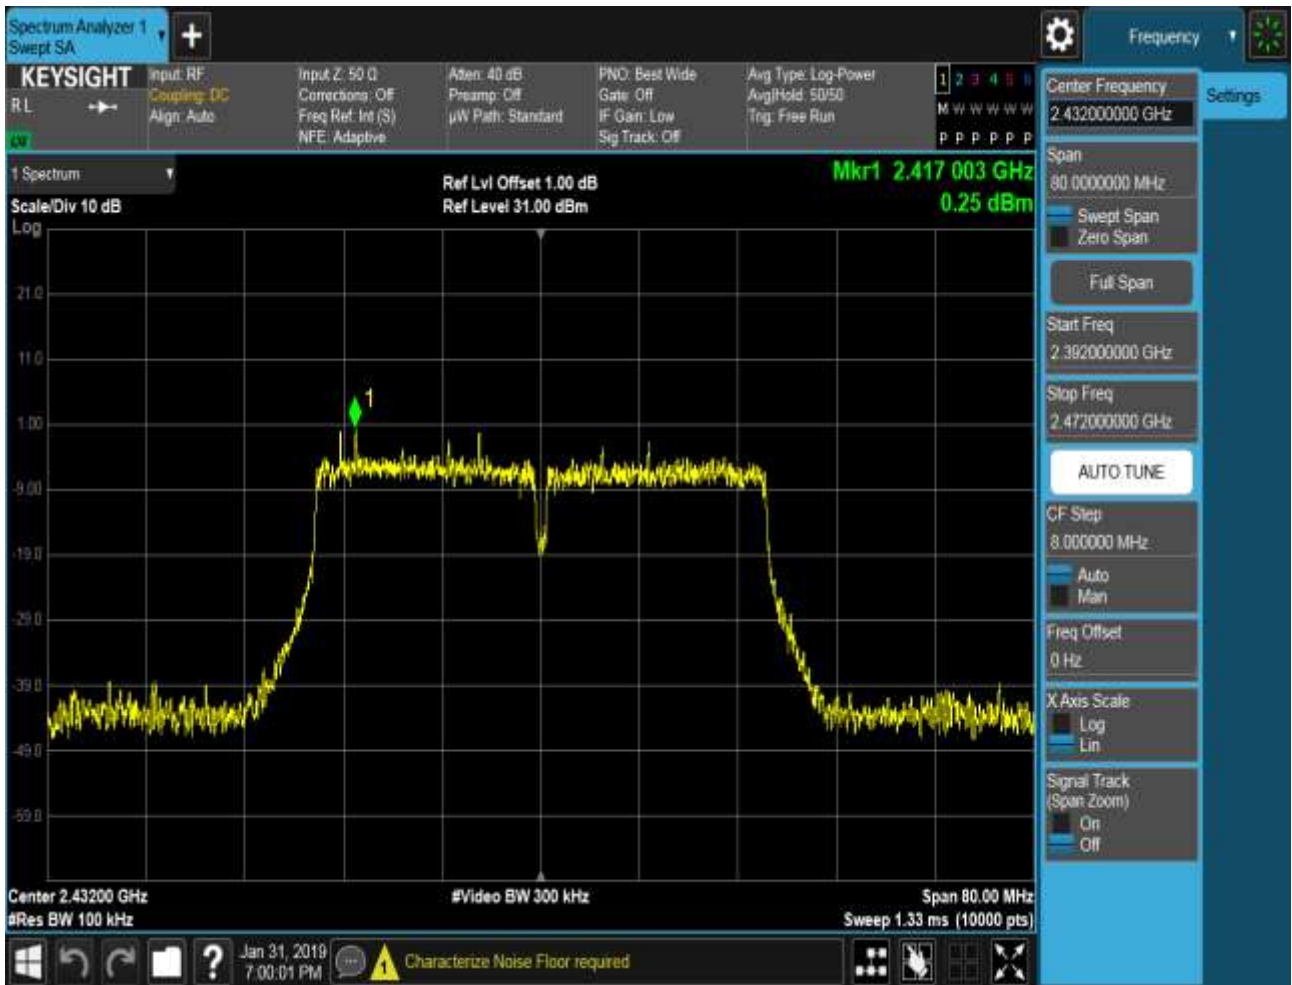 Spectrum Analyzer 1
Swept SA
+
Frequency
KEYSIGHT
R L
Input: RF
Coupling: DC
Align: Auto
Input Z: 50 Ω
Corrections: Off
Freq Ref: Int (S)
NFE: Adaptive
Atten: 40 dB
Preamp: Off
µW Path: Standard
PNO: Best Wide
Gate: Off
IF Gain: Low
Sig Track: Off
Avg Type: Log-Power
Avg|Hold: 50/50
Trig: Free Run
1 2 3 4 5 6
M W W W W W
P P P P P P
1 Spectrum
Scale/Div 10 dB
Log
Ref Lvl Offset 1.00 dB
Ref Level 31.00 dBm
Mkr1 2.417 003 GHz
0.25 dBm
21.0
11.0
1.00
-9.00
-19.0
-29.0
-39.0
-49.0
-59.0
1
Center 2.43200 GHz
#Res BW 100 kHz
#Video BW 300 kHz
Span 80.00 MHz
Sweep 1.33 ms (10000 pts)
Center Frequency
2.432000000 GHz
Settings
Span
80.0000000 MHz
Swept Span
Zero Span
Full Span
Start Freq
2.392000000 GHz
Stop Freq
2.472000000 GHz
AUTO TUNE
CF Step
8.000000 MHz
Auto
Man
Freq Offset
0 Hz
X Axis Scale
Log
Lin
Signal Track
(Span Zoom)
On
Off
?
Jan 31, 2019
7:00:01 PM
1
Characterize Noise Floor required